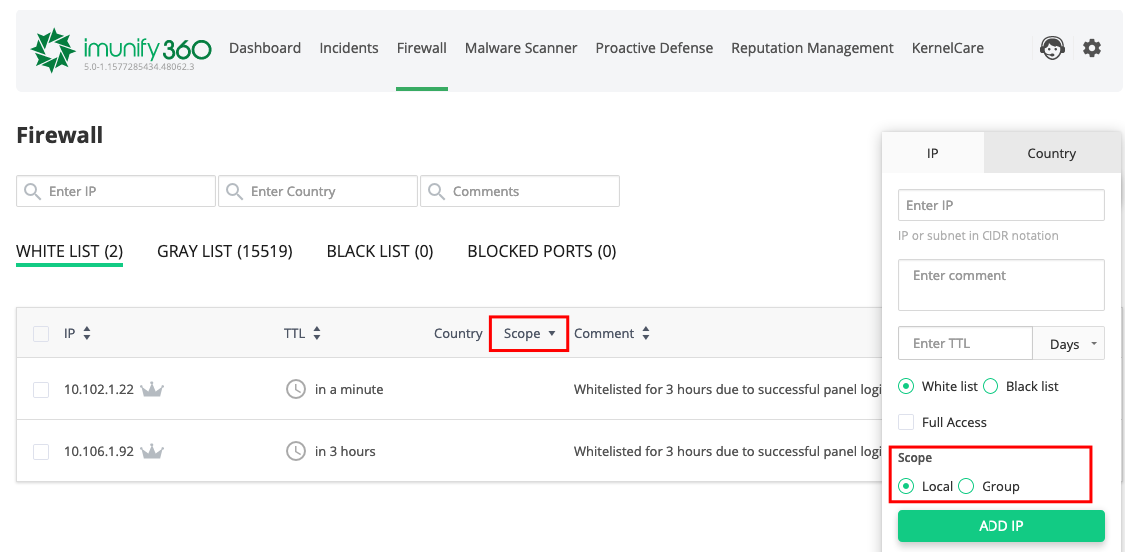 imunify360
5.0-1.1577285434.48062.3
Dashboard Incidents Firewall Malware Scanner Proactive Defense Reputation Management KernelCare
Firewall
Enter IP Enter Country Comments
WHITE LIST (2) GRAY LIST (15519) BLACK LIST (0) BLOCKED PORTS (0)
IP TTL Country Scope Comment
10.102.1.22 in a minute Whitelisted for 3 hours due to successful panel logi
10.106.1.92 in 3 hours Whitelisted for 3 hours due to successful panel logi
IP Country
Enter IP
IP or subnet in CIDR notation
Enter comment
Enter TTL Days
White list Black list
Full Access
Scope
Local Group
ADD IP